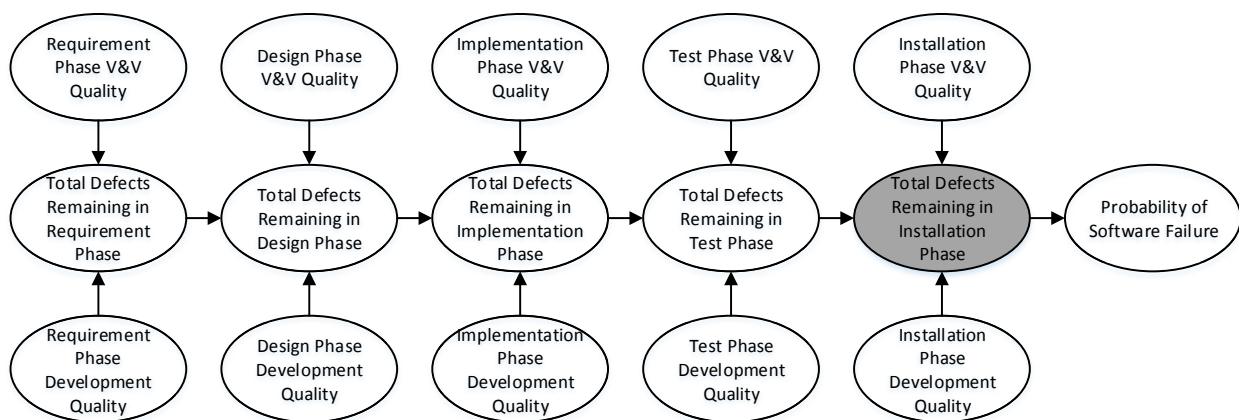 Requirement
Phase V&V
Quality
Design Phase
V&V Quality
Implementation
Phase V&V
Quality
Test Phase V&V
Quality
Installation
Phase V&V
Quality
Total Defects
Remaining in
Requirement
Phase
Total Defects
Remaining in
Design Phase
Total Defects
Remaining in
Implementation
Phase
Total Defects
Remaining in
Test Phase
Total Defects
Remaining in
Installation
Phase
Probability of
Software Failure
Requirement
Phase
Development
Quality
Design Phase
Development
Quality
Implementation
Phase
Development
Quality
Test Phase
Development
Quality
Installation
Phase
Development
Quality